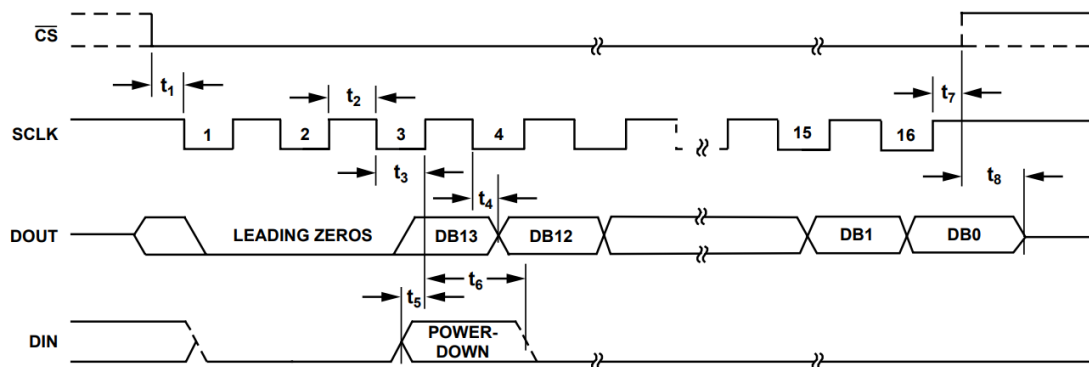 CS
t1
t2
t7
SCLK
1
2
3
4
15
16
t3
t4
t8
DOUT
LEADING ZEROS
DB13
DB12
DB1
DB0
t5
t6
DIN
POWER-
DOWN